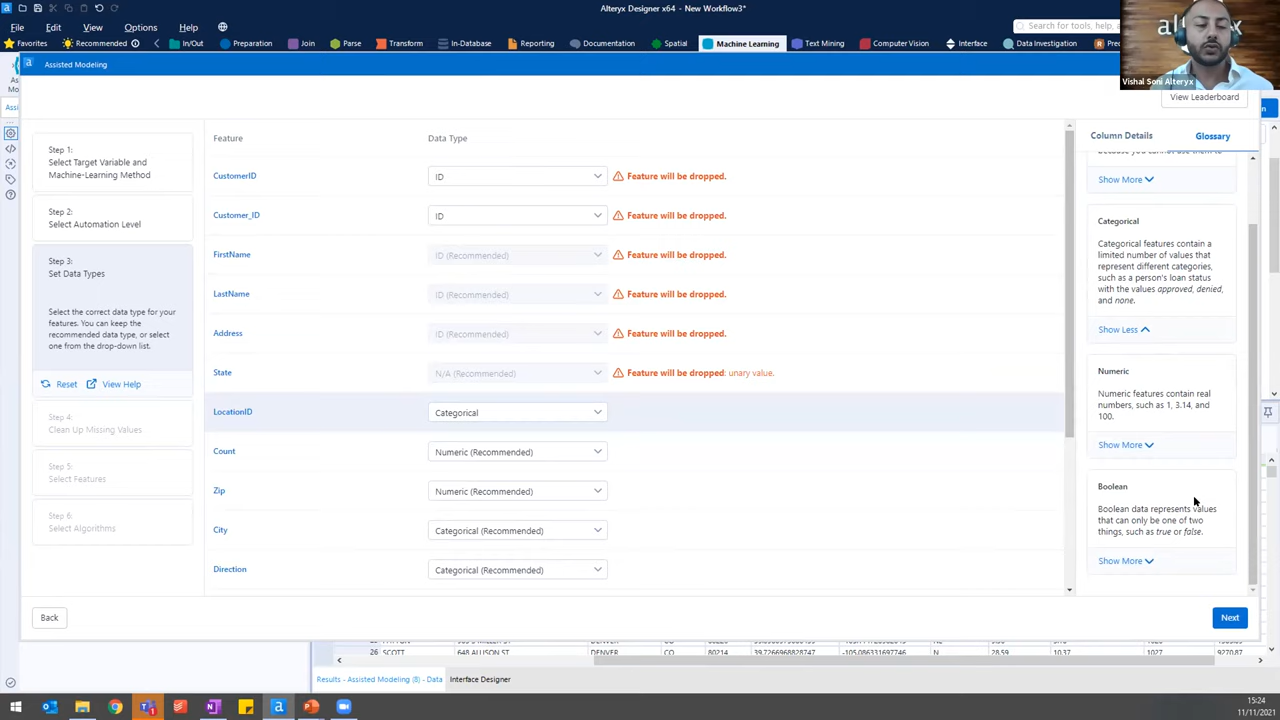 Alteryx Designer x64 - New Workflow3*
File Edit View Options Help
Search for tools, help,
alteryx
Favorites Recommended In/Out Preparation Join Parse Transform In-Database Reporting Documentation Spatial Machine Learning Text Mining Computer Vision Interface Data Investigation
Vishal Soni Alteryx
Assisted Modeling
View Leaderboard
Step 1:
Select Target Variable and
Machine-Learning Method
Step 2:
Select Automation Level
Step 3:
Set Data Types
Select the correct data type for your
features. You can keep the
recommended data type, or select
one from the drop-down list.
Reset View Help
Step 4:
Clean Up Missing Values
Step 5:
Select Features
Step 6:
Select Algorithms
Feature Data Type
CustomerID ID Feature will be dropped.
Customer_ID ID Feature will be dropped.
FirstName ID (Recommended) Feature will be dropped.
LastName ID (Recommended) Feature will be dropped.
Address ID (Recommended) Feature will be dropped.
State N/A (Recommended) Feature will be dropped: unary value.
LocationID Categorical
Count Numeric (Recommended)
Zip Numeric (Recommended)
City Categorical (Recommended)
Direction Categorical (Recommended)
Column Details Glossary
Show More
Categorical
Categorical features contain a
limited number of values that
represent different categories,
such as a person's loan status
with the values approved, denied,
and none.
Show Less
Numeric
Numeric features contain real
numbers, such as 1, 3.14, and
100.
Show More
Boolean
Boolean data represents values
that can only be one of two
things, such as true or false.
Show More
Back Next
26 SCOTT 648 ALLISON ST DENVER CO 80214 39.7266968828747 -105.086331697746 N 28.59 10.37 1027 9270.87
Results - Assisted Modeling (8) - Data Interface Designer
15:24
11/11/2021